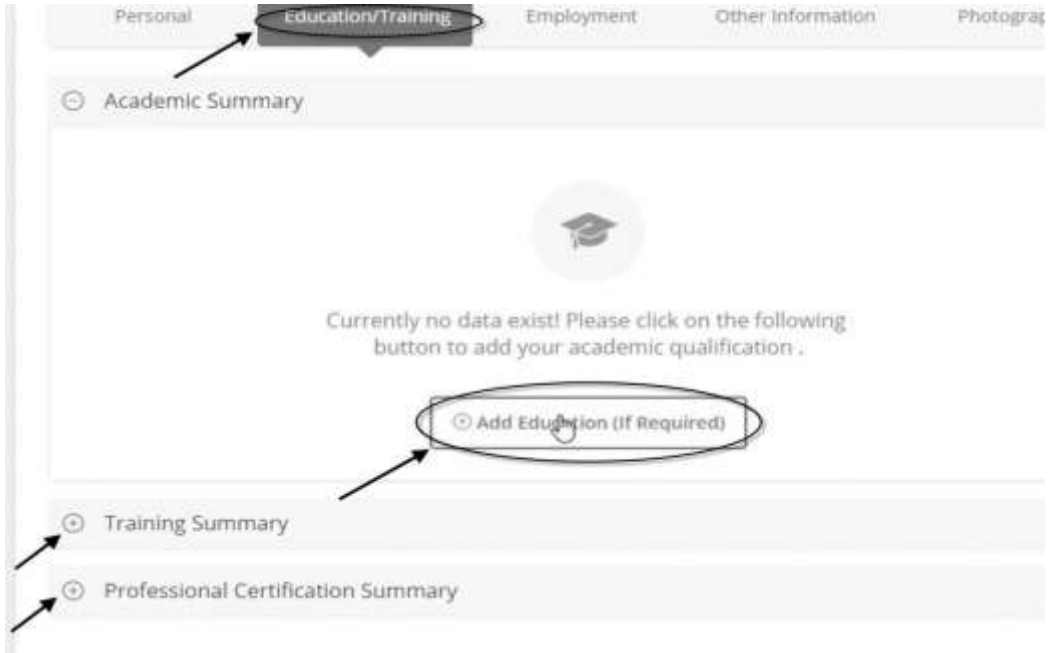 Personal Education/Training Employment Other Information Photograp
Academic Summary
Currently no data exist! Please click on the following
button to add your academic qualification .
Add Education (If Required)
Training Summary
Professional Certification Summary